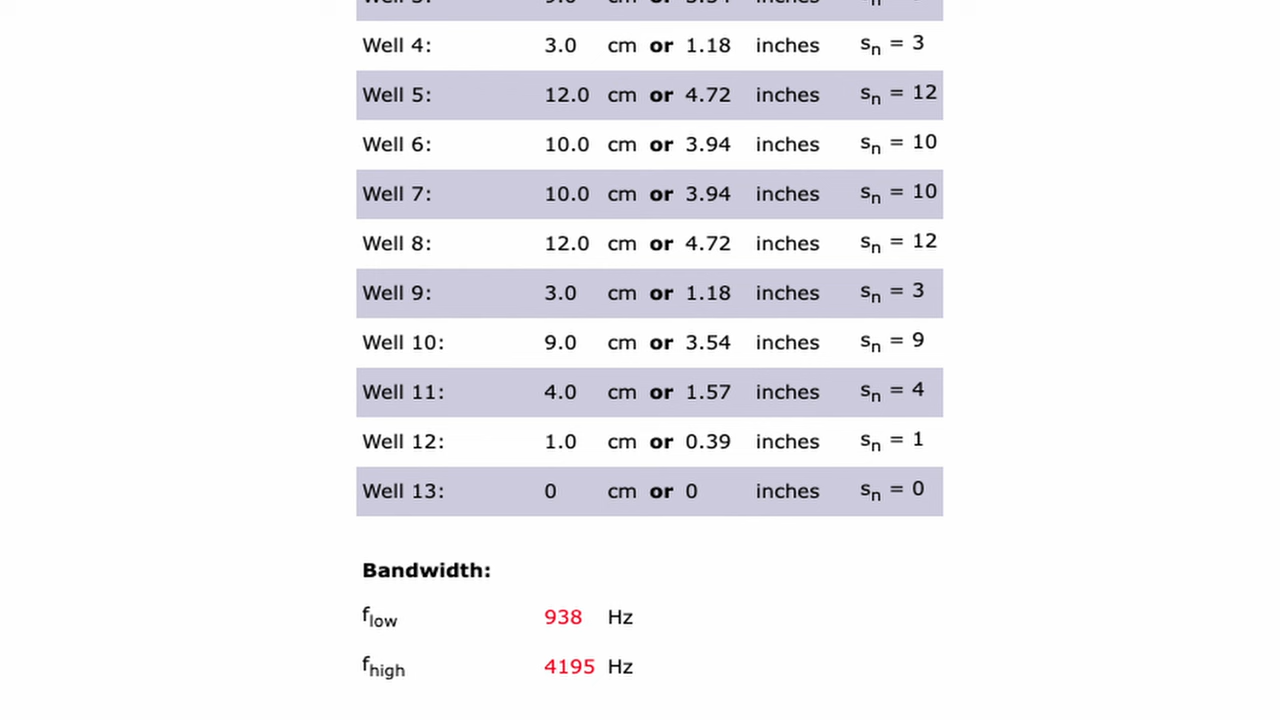 Well 4: 3.0 cm or 1.18 inches sn = 3
Well 5: 12.0 cm or 4.72 inches sn = 12
Well 6: 10.0 cm or 3.94 inches sn = 10
Well 7: 10.0 cm or 3.94 inches sn = 10
Well 8: 12.0 cm or 4.72 inches sn = 12
Well 9: 3.0 cm or 1.18 inches sn = 3
Well 10: 9.0 cm or 3.54 inches sn = 9
Well 11: 4.0 cm or 1.57 inches sn = 4
Well 12: 1.0 cm or 0.39 inches sn = 1
Well 13: 0 cm or 0 inches sn = 0
Bandwidth:
flow 938 Hz
fhigh 4195 Hz